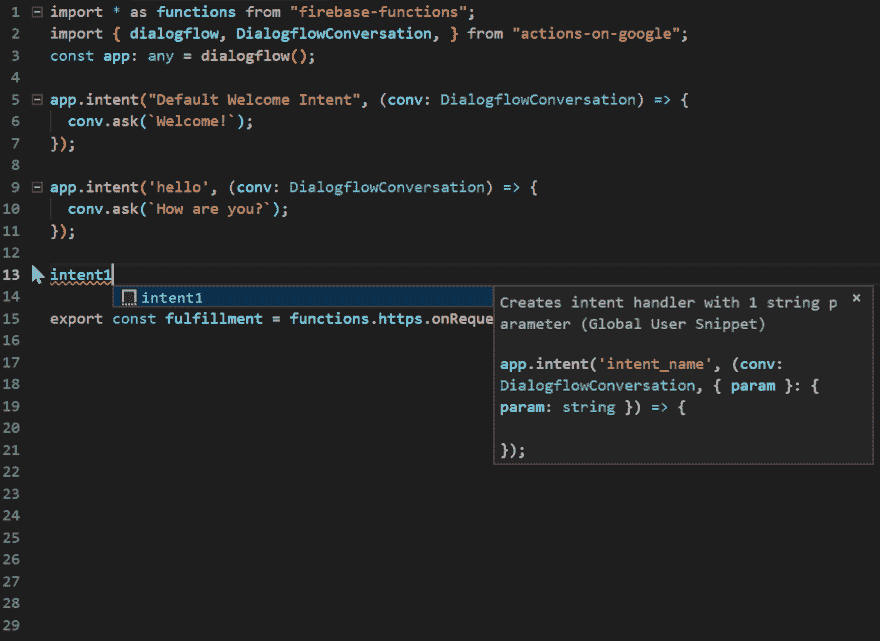 1 import * as functions from "firebase-functions";
2 import { dialogflow, DialogflowConversation, } from "actions-on-google";
3 const app: any = dialogflow();
4
5 app.intent("Default Welcome Intent", (conv: DialogflowConversation) => {
6 conv.ask(`Welcome!`);
7 });
8
9 app.intent('hello', (conv: DialogflowConversation) => {
10 conv.ask(`How are you?`);
11 });
12
13 intent1
14 intent1
15 export const fulfillment = functions.https.onReque
16
17
18
19
20
21
22
23
24
25
26
27
28
29
Creates intent handler with 1 string p ×
arameter (Global User Snippet)
app.intent('intent_name', (conv:
DialogflowConversation, { param }: {
param: string }) => {
});